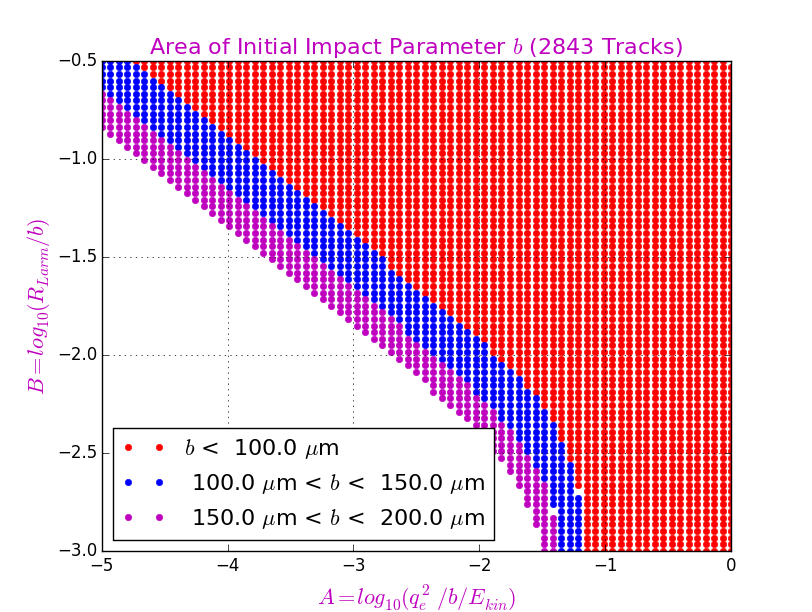 Area of Initial Impact Parameter b (2843 Tracks)
B=log₁₀(R_Larm/b)
−0.5
−1.0
−1.5
−2.0
−2.5
−3.0
b < 100.0 μm
100.0 μm < b < 150.0 μm
150.0 μm < b < 200.0 μm
−5 −4 −3 −2 −1 0
A=log₁₀(qₑ² /b/E_kin)